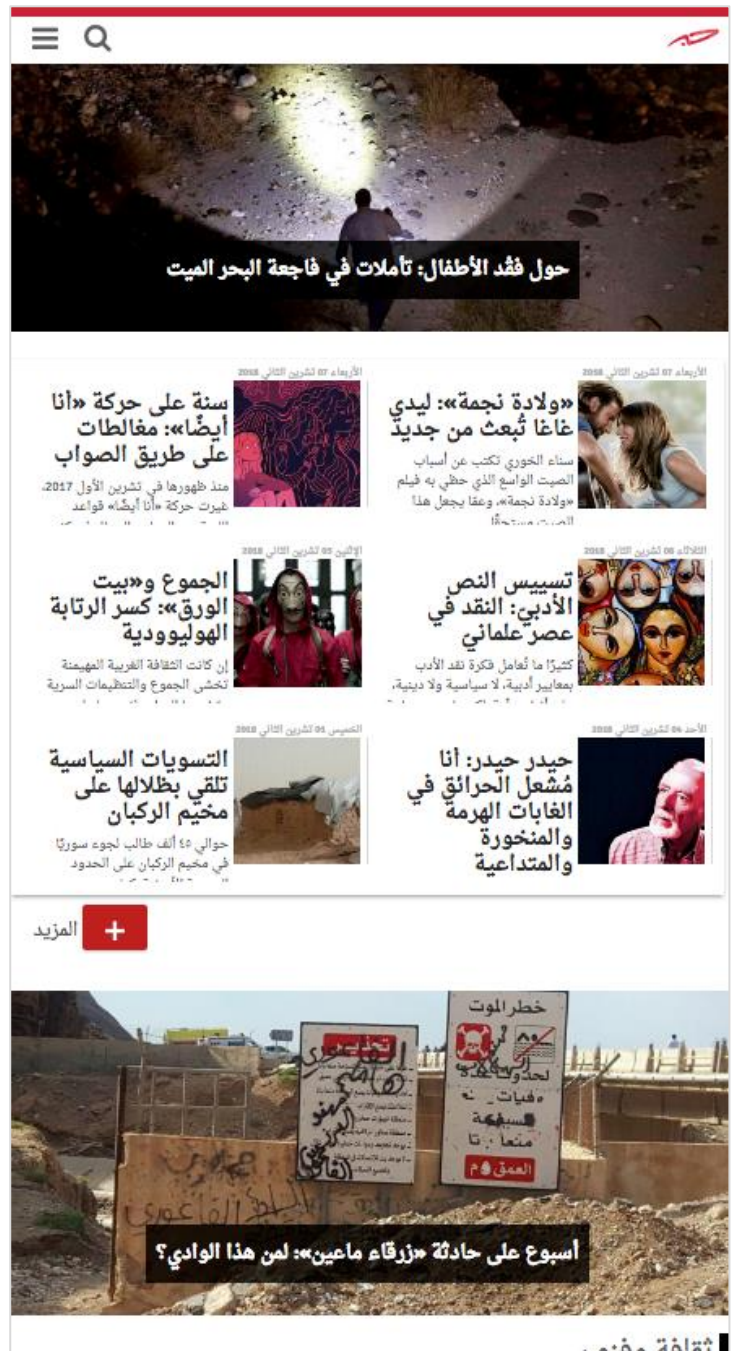 حبر
حول فقْد الأطفال: تأملات في فاجعة البحر الميت
الأربعاء 07 تشرين الثاني 2018
«ولادة نجمة»: ليدي
غاغا تُبعث من جديد
سناء الخوري تكتب عن أسباب
الصيت الواسع الذي حظي به فيلم
«ولادة نجمة»، وعمّا يجعل هذا
الصيت مستحقًا
الأربعاء 07 تشرين الثاني 2018
سنة على حركة «أنا
أيضًا»: مغالطات
على طريق الصواب
منذ ظهورها في تشرين الأول 2017،
غيرت حركة «أنا أيضًا» قواعد
الثلاثاء 06 تشرين الثاني 2018
تسييس النص
الأدبيّ: النقد في
عصر علمانيّ
كثيرًا ما تُعامل فكرة نقد الأدب
بمعايير أدبية، لا سياسية ولا دينية،
الإثنين 05 تشرين الثاني 2018
الجموع و«بيت
الورق»: كسر الرتابة
الهوليوودية
إن كانت الثقافة الغربية المهيمنة
تخشى الجموع والتنظيمات السرية
الأحد 04 تشرين الثاني 2018
حيدر حيدر: أنا
مُشعل الحرائق في
الغابات الهرمة
والمنخورة
والمتداعية
الخميس 01 تشرين الثاني 2018
التسويات السياسية
تلقي بظلالها على
مخيم الركبان
حوالي ٤٥ ألف طالب لجوء سوريًا
في مخيم الركبان على الحدود
المزيد
خطر الموت
لحدوث عدة
وفيات
العمق م
أسبوع على حادثة «زرقاء ماعين»: لمن هذا الوادي؟